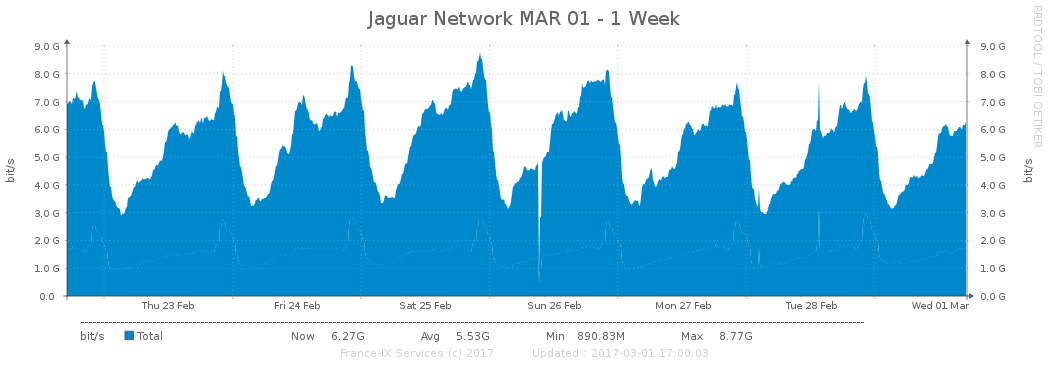 Jaguar Network MAR 01 - 1 Week
RRDTOOL / TOBI OETIKER
bit/s
9.0 G 9.0 G
8.0 G 8.0 G
7.0 G 7.0 G
6.0 G 6.0 G
5.0 G 5.0 G
4.0 G 4.0 G
3.0 G 3.0 G
2.0 G 2.0 G
1.0 G 1.0 G
0.0 0.0 G
bit/s
Thu 23 Feb Fri 24 Feb Sat 25 Feb Sun 26 Feb Mon 27 Feb Tue 28 Feb Wed 01 Mar
bit/s Total Now 6.27G Avg 5.53G Min 890.83M Max 8.77G
France-IX Services (c) 2017 Updated : 2017-03-01 17:00:03